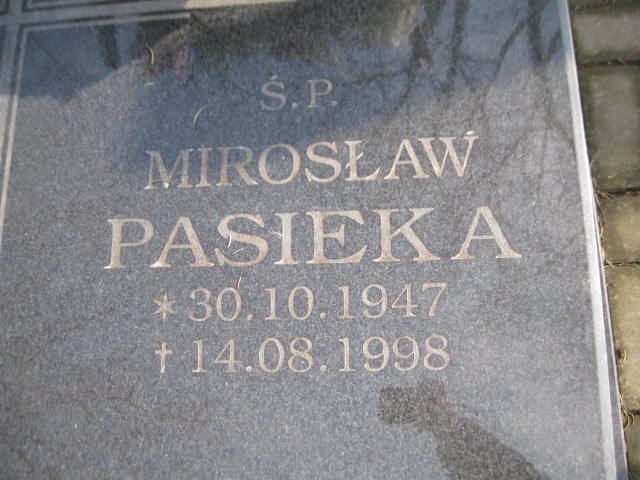 Ś.P.
MIROSŁAW
PASIEKA
* 30.10.1947
† 14.08.1998